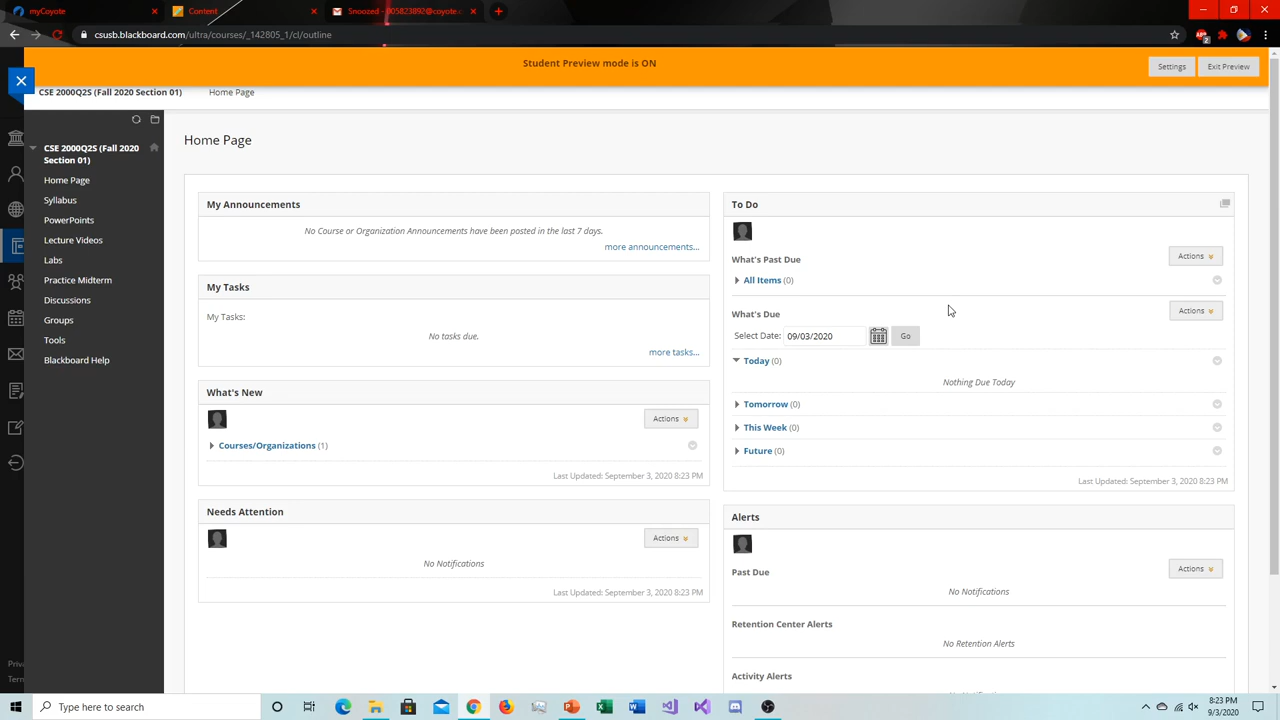 myCoyote
Content
Snoozed - 005823892@coyote
csusb.blackboard.com/ultra/courses/_142805_1/cl/outline
Student Preview mode is ON
Settings
Exit Preview
CSE 2000Q2S (Fall 2020 Section 01)
Home Page
CSE 2000Q2S (Fall 2020
Section 01)
Home Page
Syllabus
PowerPoints
Lecture Videos
Labs
Practice Midterm
Discussions
Groups
Tools
Blackboard Help
Priva
Term
Home Page
My Announcements
No Course or Organization Announcements have been posted in the last 7 days.
more announcements...
My Tasks
My Tasks:
No tasks due.
more tasks...
What's New
Actions
Courses/Organizations (1)
Last Updated: September 3, 2020 8:23 PM
Needs Attention
Actions
No Notifications
Last Updated: September 3, 2020 8:23 PM
To Do
What's Past Due
Actions
All Items (0)
What's Due
Actions
Select Date: 09/03/2020 Go
Today (0)
Nothing Due Today
Tomorrow (0)
This Week (0)
Future (0)
Last Updated: September 3, 2020 8:23 PM
Alerts
Past Due
Actions
No Notifications
Retention Center Alerts
No Retention Alerts
Activity Alerts
Type here to search
8:23 PM
9/3/2020